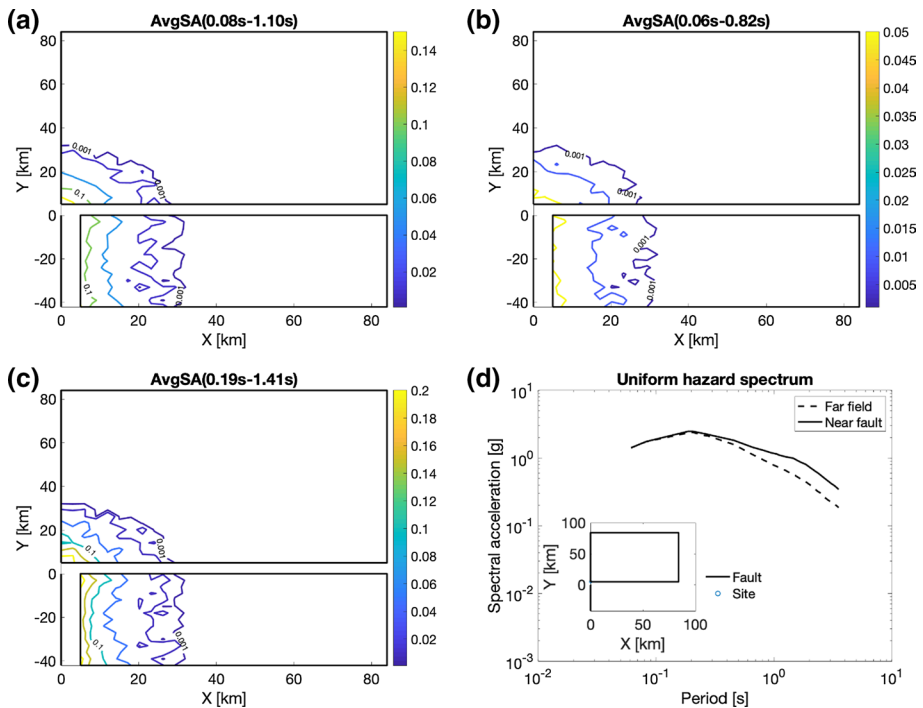 (a)
AvgSA(0.08s-1.10s)
80
60
40
20
Y [km]
0.001
0.001
0.1
0
-20
-40
0.1
0.001
0 20 40 60 80
X [km]
0.14
0.12
0.1
0.08
0.06
0.04
0.02
(b)
AvgSA(0.06s-0.82s)
80
60
40
20
Y [km]
0.001
0.001
0
-20
-40
0.001
0.001
0 20 40 60 80
X [km]
0.05
0.045
0.04
0.035
0.03
0.025
0.02
0.015
0.01
0.005
(c)
AvgSA(0.19s-1.41s)
80
60
40
20
Y [km]
0.001
0.1
0.001
0
-20
-40
0.1
0.001
0 20 40 60 80
X [km]
0.2
0.18
0.16
0.14
0.12
0.1
0.08
0.06
0.04
0.02
(d)
Uniform hazard spectrum
Far field
Near fault
Spectral acceleration [g]
10¹
10⁰
10⁻¹
10⁻²
10⁻³
10⁻² 10⁻¹ 10⁰ 10¹
Period [s]
100
50
0
Y [km]
0 50 100
X [km]
Fault
Site